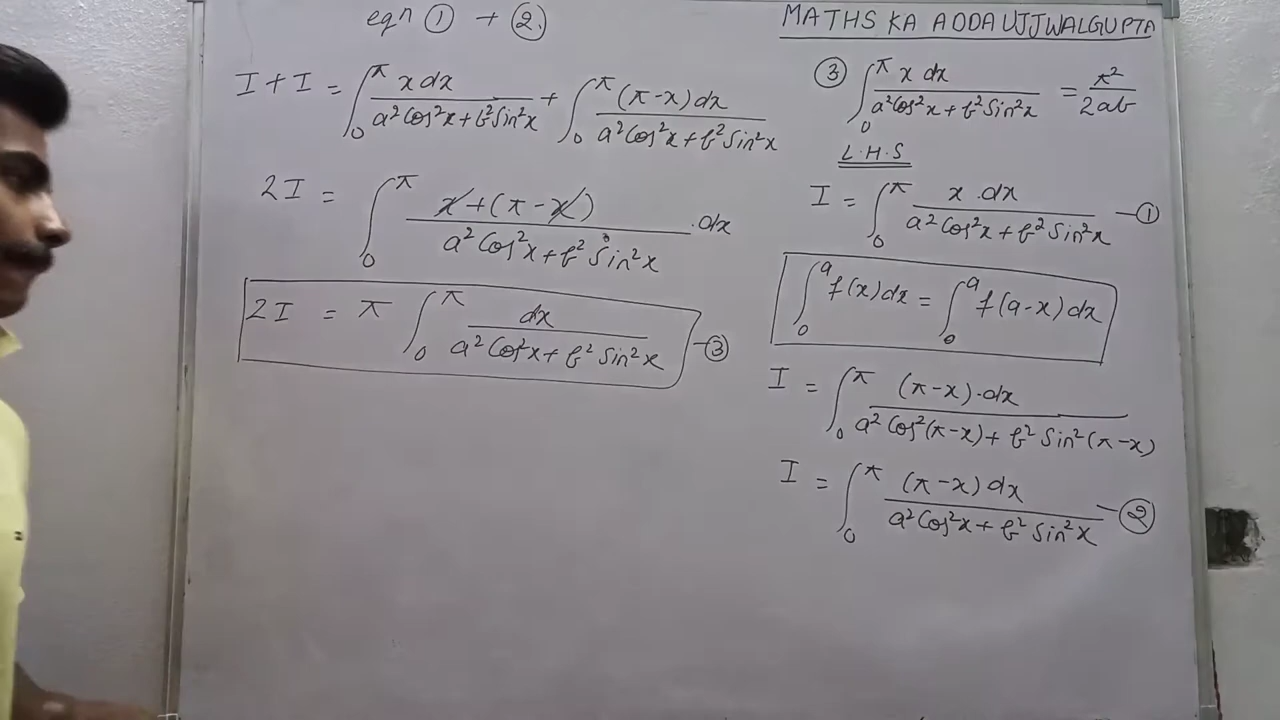 MATHS KA ADDA UJJWALGUPTA
③ ∫₀^π x dx / (a²Cos²x + b²Sin²x) = π² / 2ab
L.H.S
I = ∫₀^π x.dx / (a²Cos²x + b²Sin²x) —①
∫₀^a f(x)dx = ∫₀^a f(a-x)dx
I = ∫₀^π (π-x).dx / (a²Cos²(π-x) + b²Sin²(π-x))
I = ∫₀^π (π-x)dx / (a²Cos²x + b²Sin²x) —②
eqn ① + ②.
I + I = ∫₀^π x dx / (a²Cos²x + b²Sin²x) + ∫₀^π (π-x)dx / (a²Cos²x + b²Sin²x)
2I = ∫₀^π x + (π-x) / (a²Cos²x + b²Sin²x) .dx
2I = π ∫₀^π dx / (a²Cos²x + b²Sin²x) —③